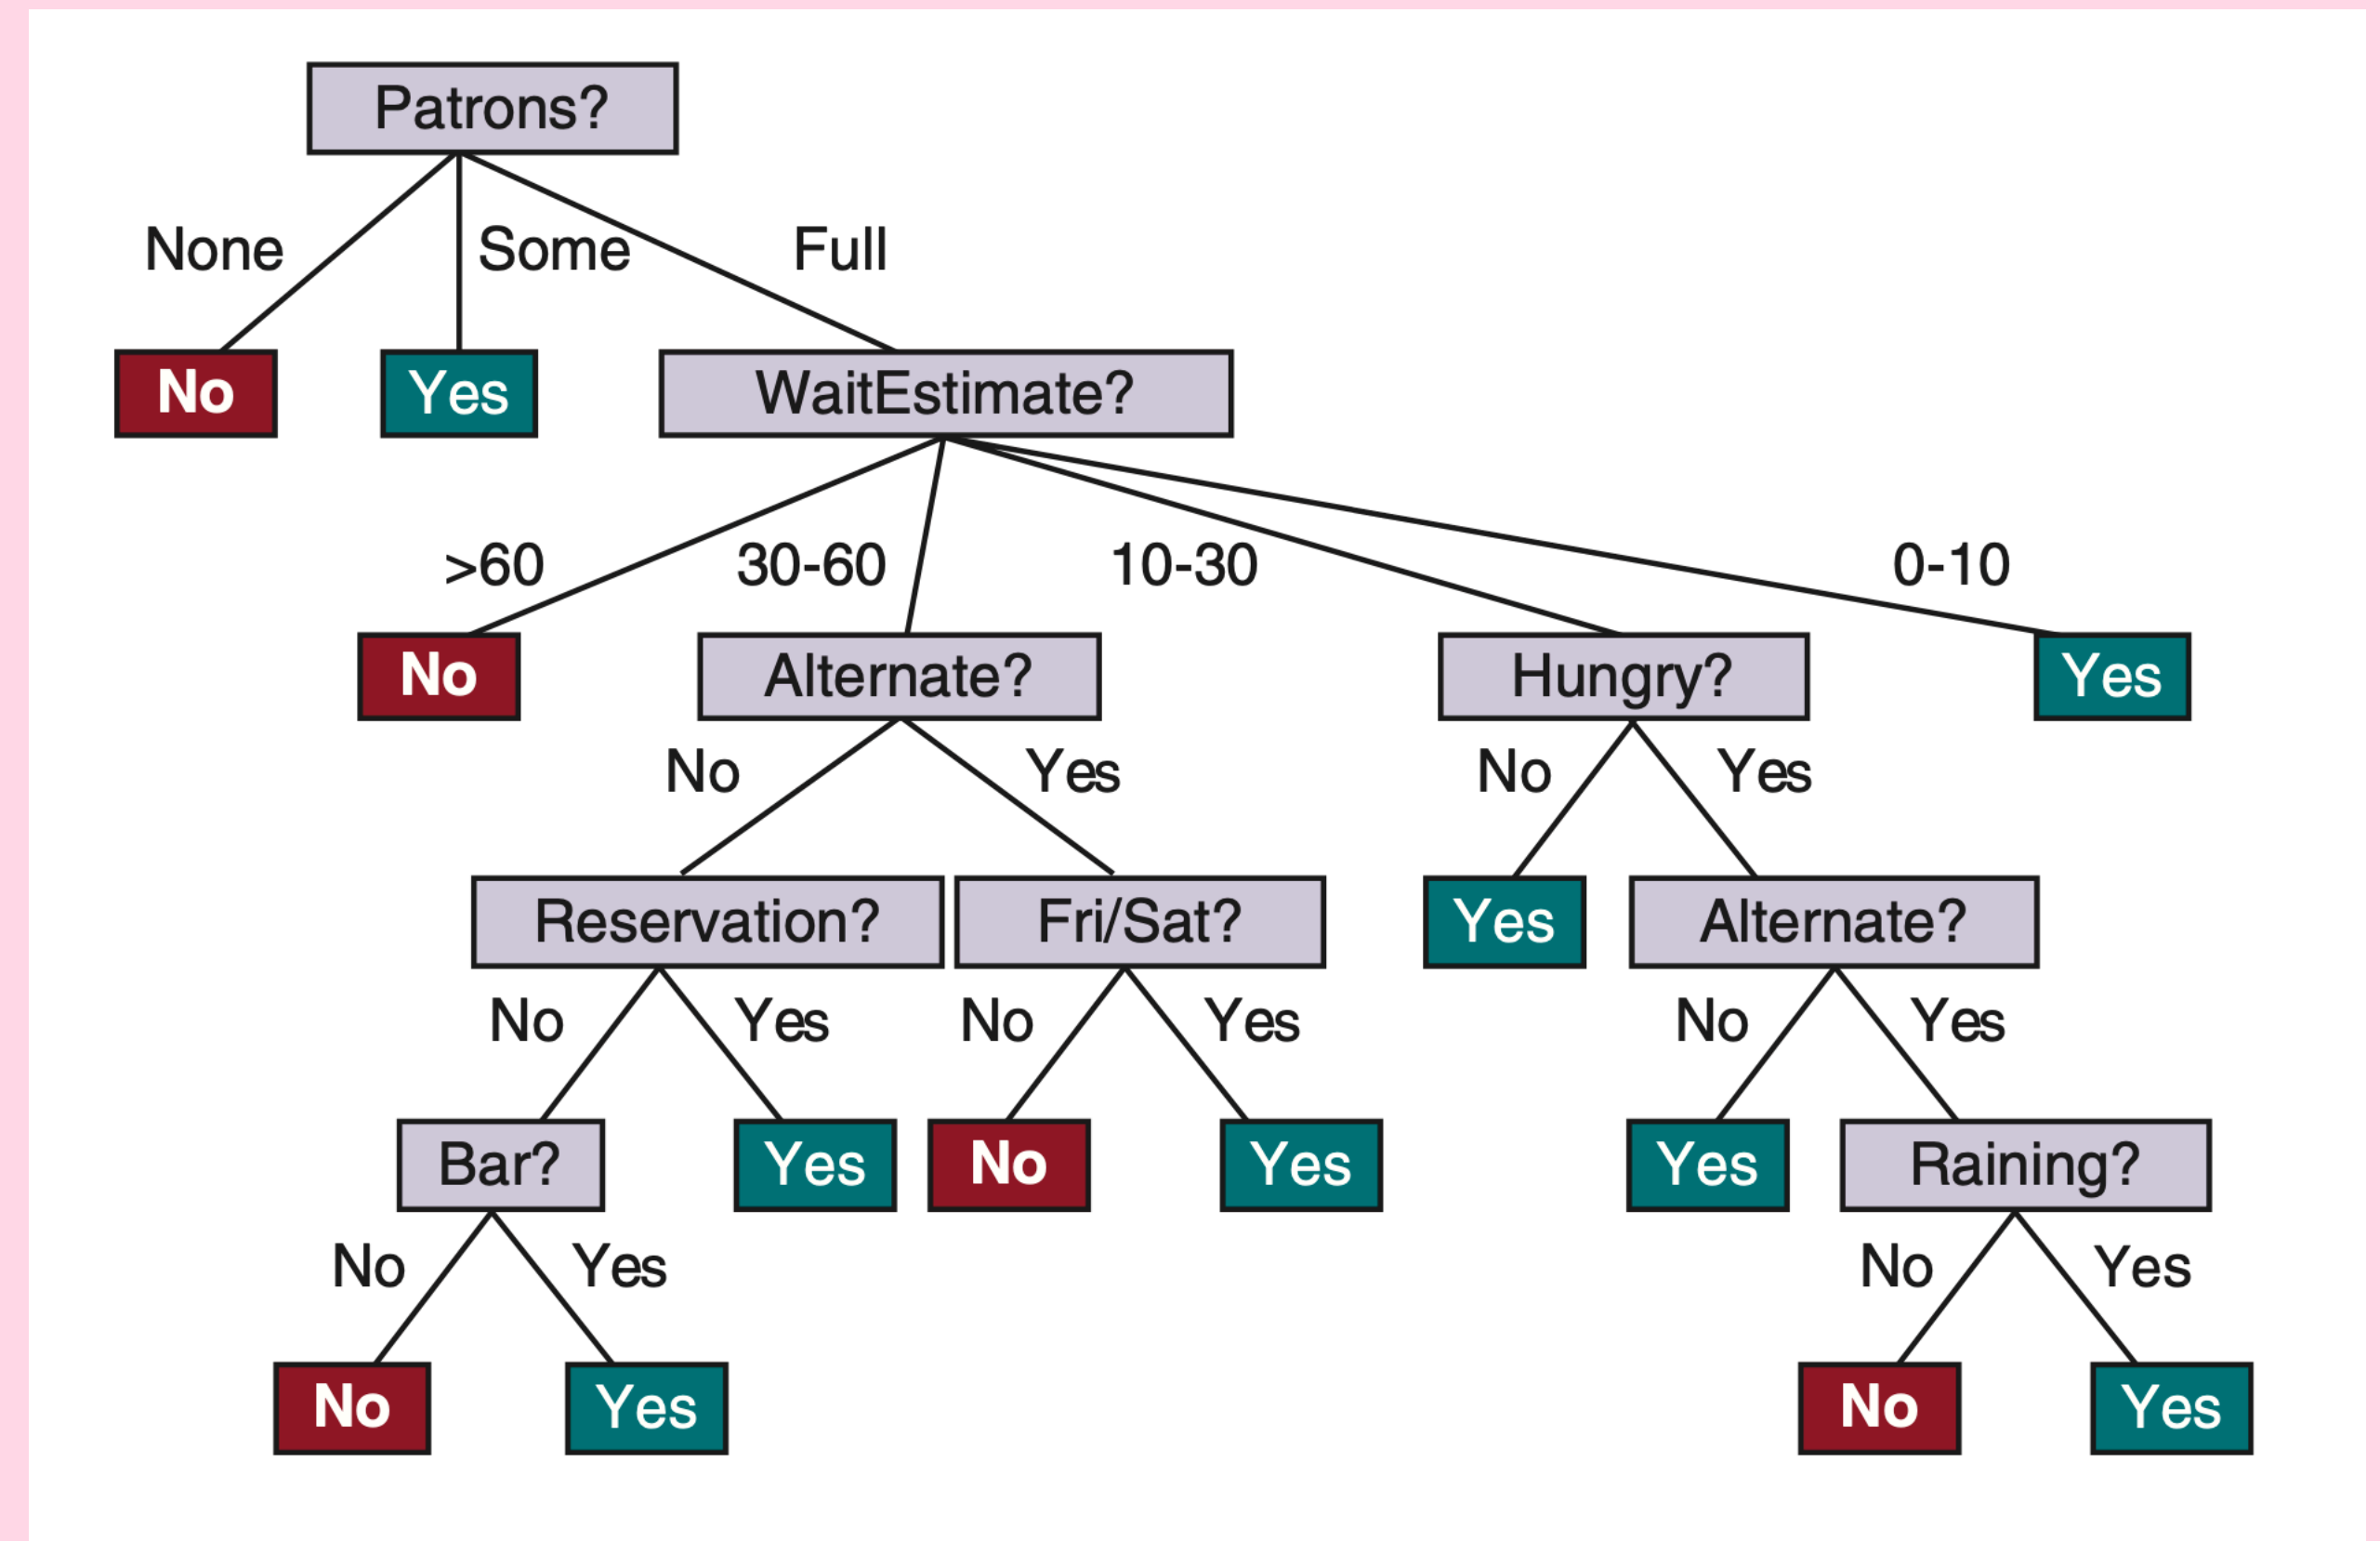 Patrons?
None Some Full
No Yes WaitEstimate?
>60 30-60 10-30 0-10
No Alternate? Hungry? Yes
No Yes No Yes
Reservation? Fri/Sat? Yes Alternate?
No Yes No Yes No Yes
Bar? Yes No Yes Yes Raining?
No Yes No Yes
No Yes No Yes